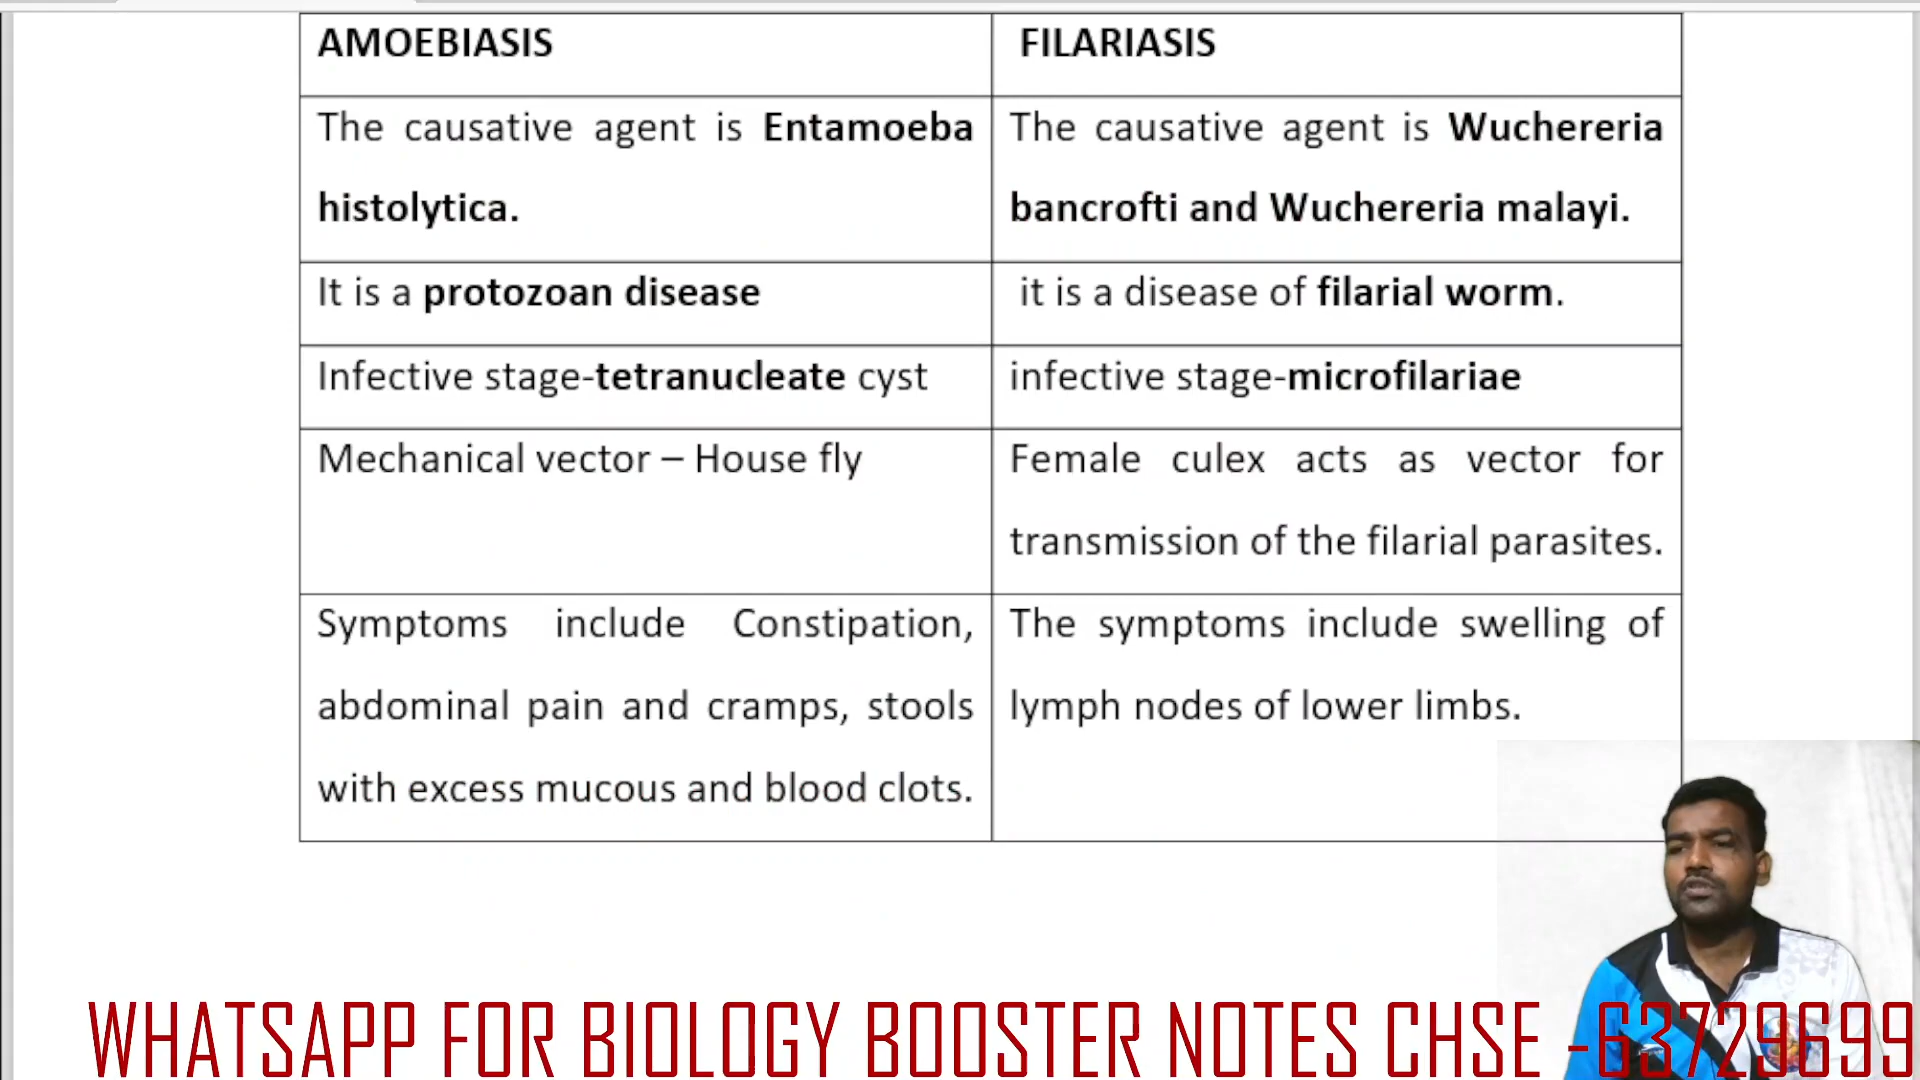 AMOEBIASIS
FILARIASIS
The causative agent is Entamoeba
histolytica.
The causative agent is Wuchereria
bancrofti and Wuchereria malayi.
It is a protozoan disease
it is a disease of filarial worm.
Infective stage-tetranucleate cyst
infective stage-microfilariae
Mechanical vector – House fly
Female culex acts as vector for
transmission of the filarial parasites.
Symptoms include Constipation,
abdominal pain and cramps, stools
with excess mucous and blood clots.
The symptoms include swelling of
lymph nodes of lower limbs.
WHATSAPP FOR BIOLOGY BOOSTER NOTES CHSE -63729699